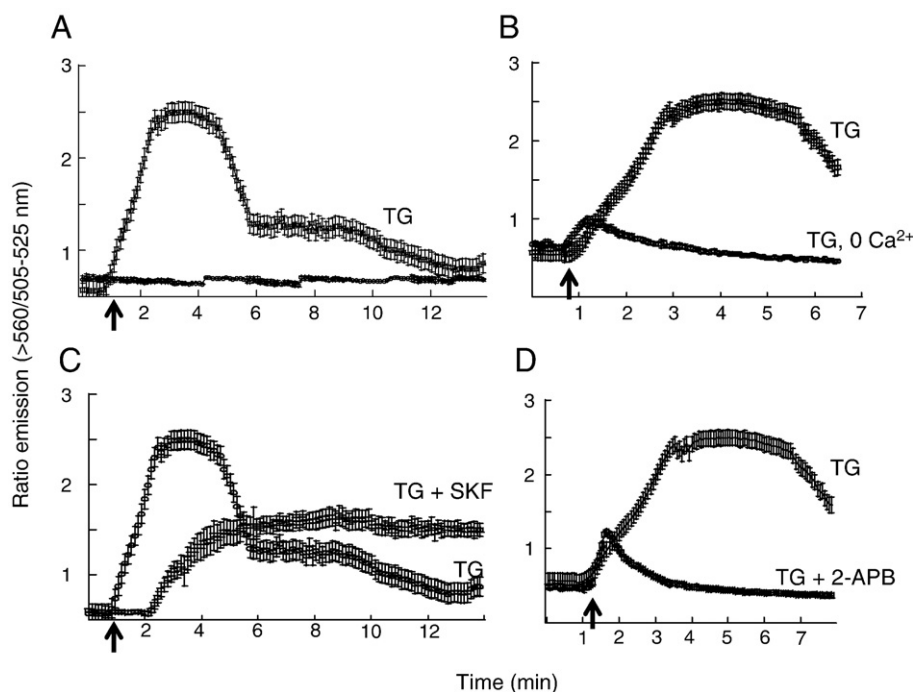 A
B
3
2
1
TG
2 4 6 8 10 12
3
2
1
TG
TG, 0 Ca²⁺
1 2 3 4 5 6 7
C
D
3
2
1
TG + SKF
TG
0 2 4 6 8 10 12
3
2
1
TG
TG + 2-APB
1 2 3 4 5 6 7
Ratio emission (>560/505-525 nm)
Time (min)